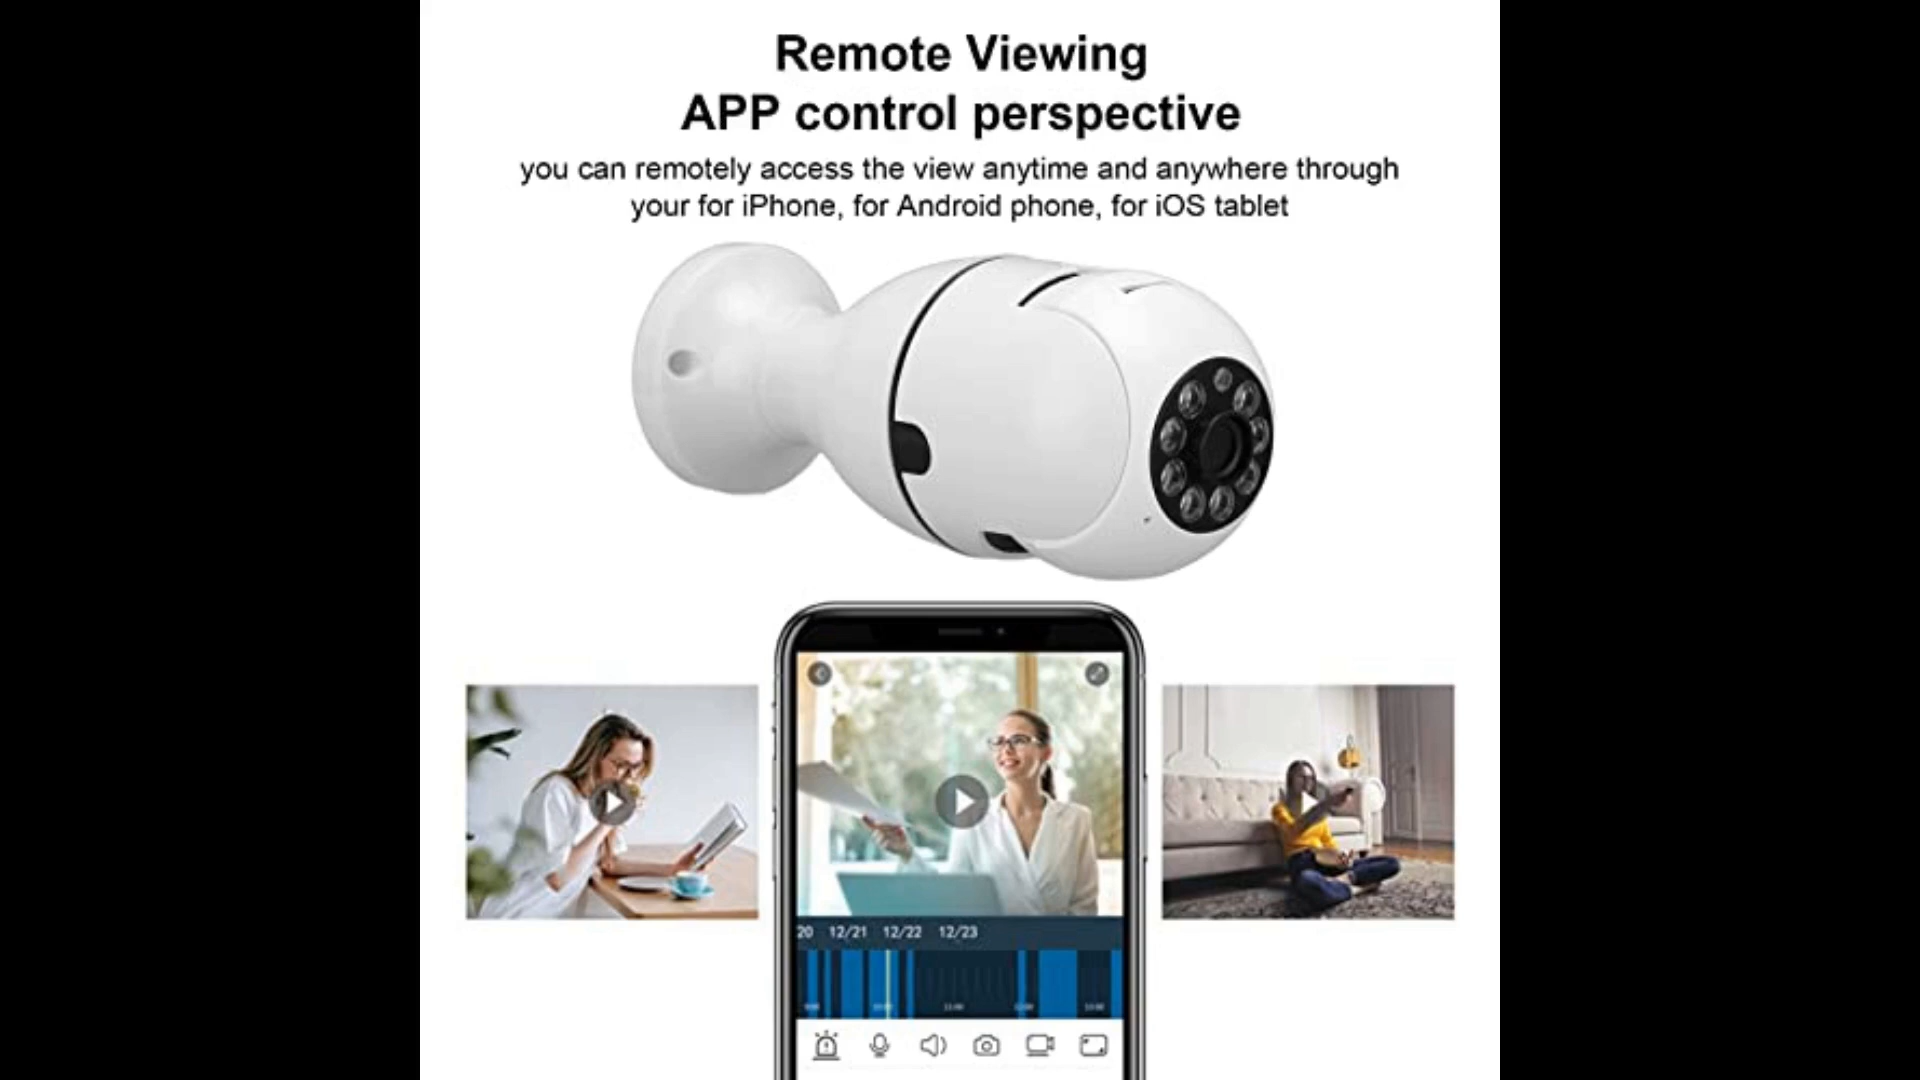 Remote Viewing
APP control perspective
you can remotely access the view anytime and anywhere through
your for iPhone, for Android phone, for iOS tablet
20 12/21 12/22 12/23